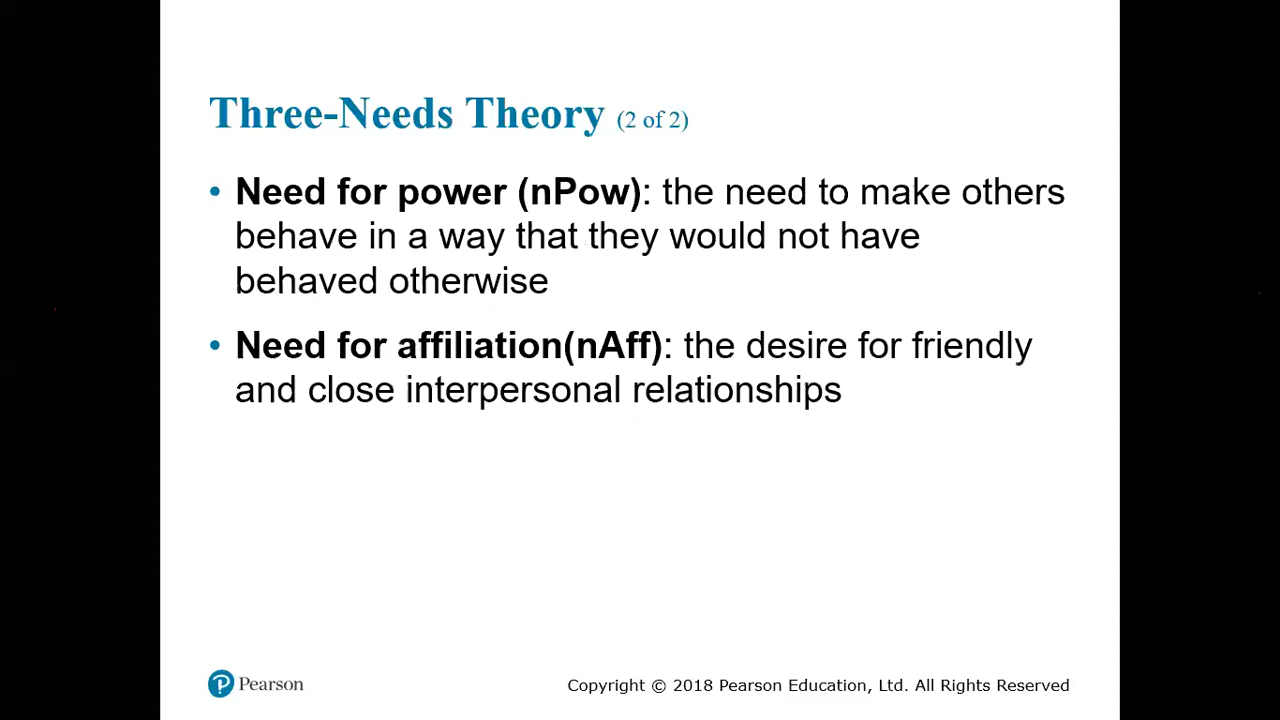 Three-Needs Theory (2 of 2)
• Need for power (nPow): the need to make others
behave in a way that they would not have
behaved otherwise
• Need for affiliation(nAff): the desire for friendly
and close interpersonal relationships
Pearson
Copyright © 2018 Pearson Education, Ltd. All Rights Reserved